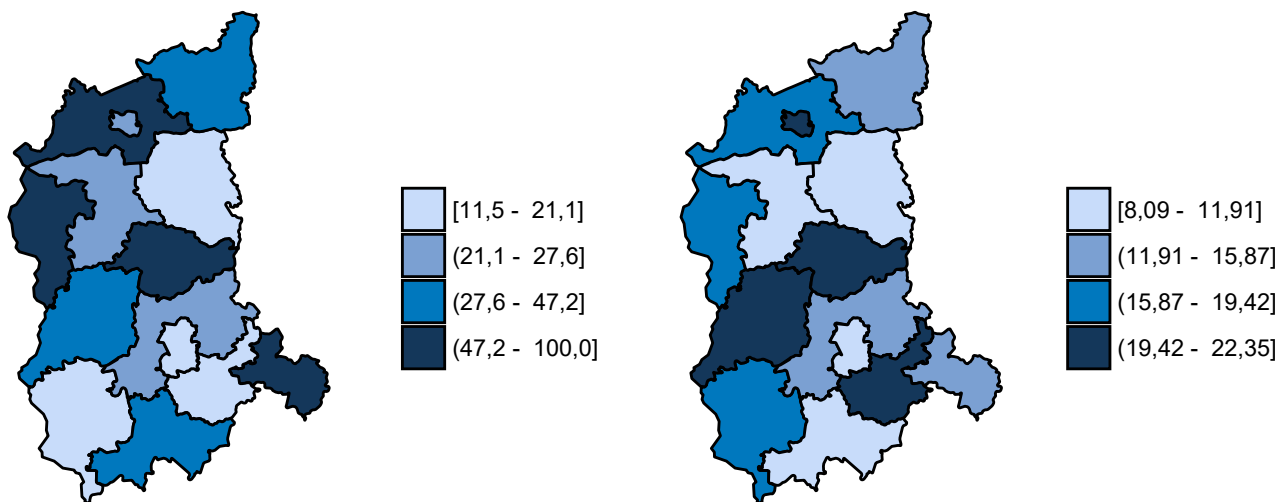 [11,5 - 21,1]
(21,1 - 27,6]
(27,6 - 47,2]
(47,2 - 100,0]
[8,09 - 11,91]
(11,91 - 15,87]
(15,87 - 19,42]
(19,42 - 22,35]